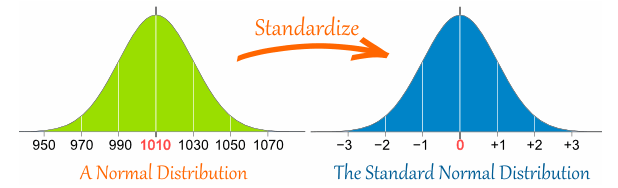 Standardize
950 970 990 1010 1030 1050 1070
A Normal Distribution
−3 −2 −1 0 +1 +2 +3
The Standard Normal Distribution